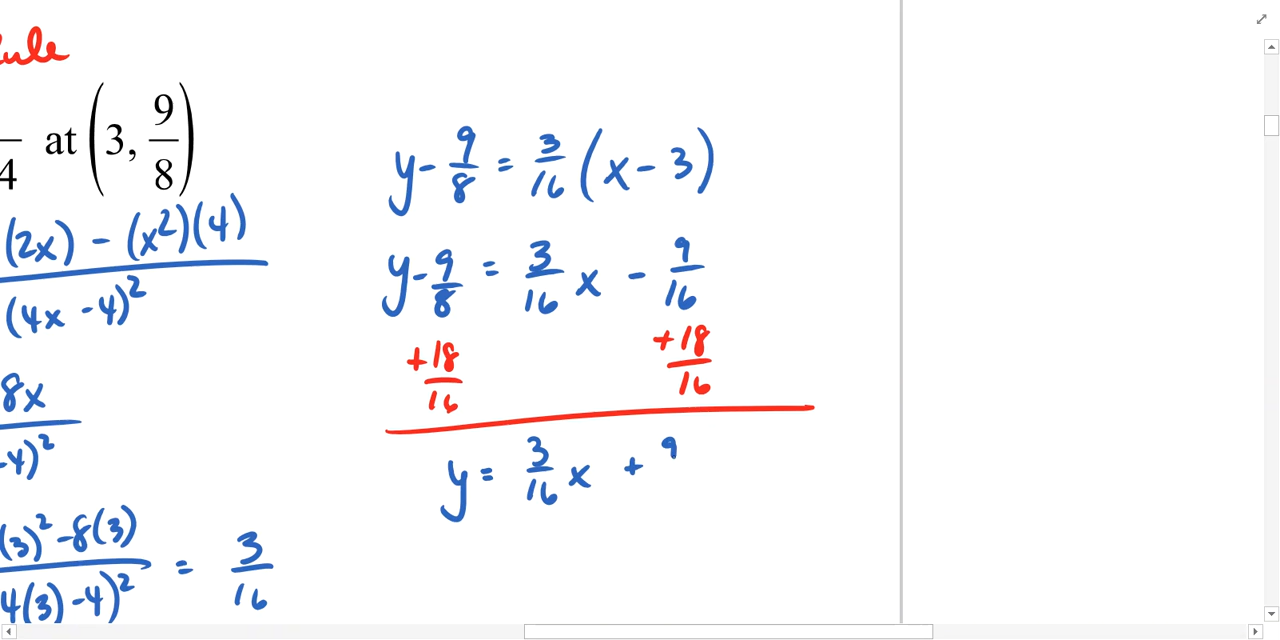 ule
4 at (3, 9/8)
(2x) - (x²)(4)
(4x - 4)²
8x
-4)²
(3)² - 8(3)
4(3) - 4)² = 3/16
y - 9/8 = 3/16 (x - 3)
y - 9/8 = 3/16 x - 9/16
+ 18/16 + 18/16
y = 3/16 x + 9